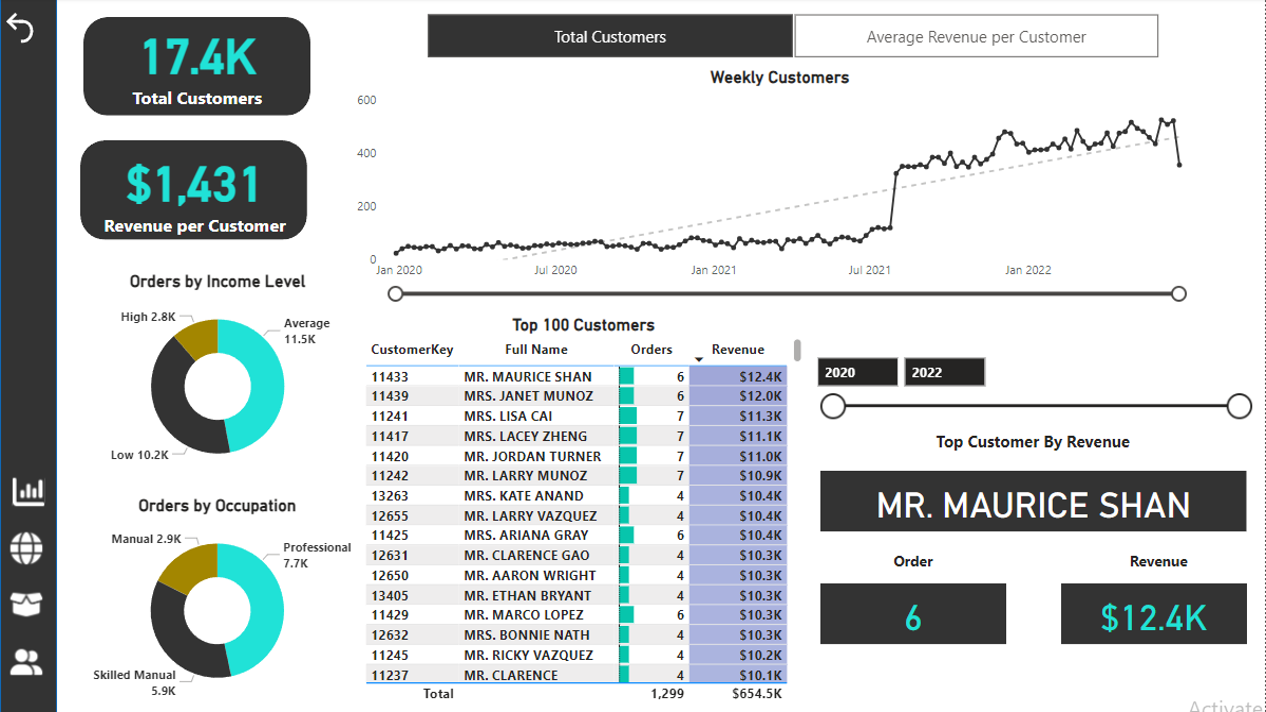 17.4K
Total Customers
$1,431
Revenue per Customer
Total Customers Average Revenue per Customer
Weekly Customers
600
400
200
0
Jan 2020 Jul 2020 Jan 2021 Jul 2021 Jan 2022
Orders by Income Level
High 2.8K
Average
11.5K
Low 10.2K
Orders by Occupation
Manual 2.9K
Professional
7.7K
Skilled Manual
5.9K
Top 100 Customers
CustomerKey Full Name Orders Revenue
11433 MR. MAURICE SHAN 6 $12.4K
11439 MRS. JANET MUNOZ 6 $12.0K
11241 MRS. LISA CAI 7 $11.3K
11417 MRS. LACEY ZHENG 7 $11.1K
11420 MR. JORDAN TURNER 7 $11.0K
11242 MR. LARRY MUNOZ 7 $10.9K
13263 MRS. KATE ANAND 4 $10.4K
12655 MR. LARRY VAZQUEZ 4 $10.4K
11425 MRS. ARIANA GRAY 6 $10.4K
12631 MR. CLARENCE GAO 4 $10.3K
12650 MR. AARON WRIGHT 4 $10.3K
13405 MR. ETHAN BRYANT 4 $10.3K
11429 MR. MARCO LOPEZ 6 $10.3K
12632 MRS. BONNIE NATH 4 $10.3K
11245 MR. RICKY VAZQUEZ 4 $10.2K
11237 MR. CLARENCE 4 $10.1K
Total 1,299 $654.5K
2020 2022
Top Customer By Revenue
MR. MAURICE SHAN
Order Revenue
6 $12.4K
Activate